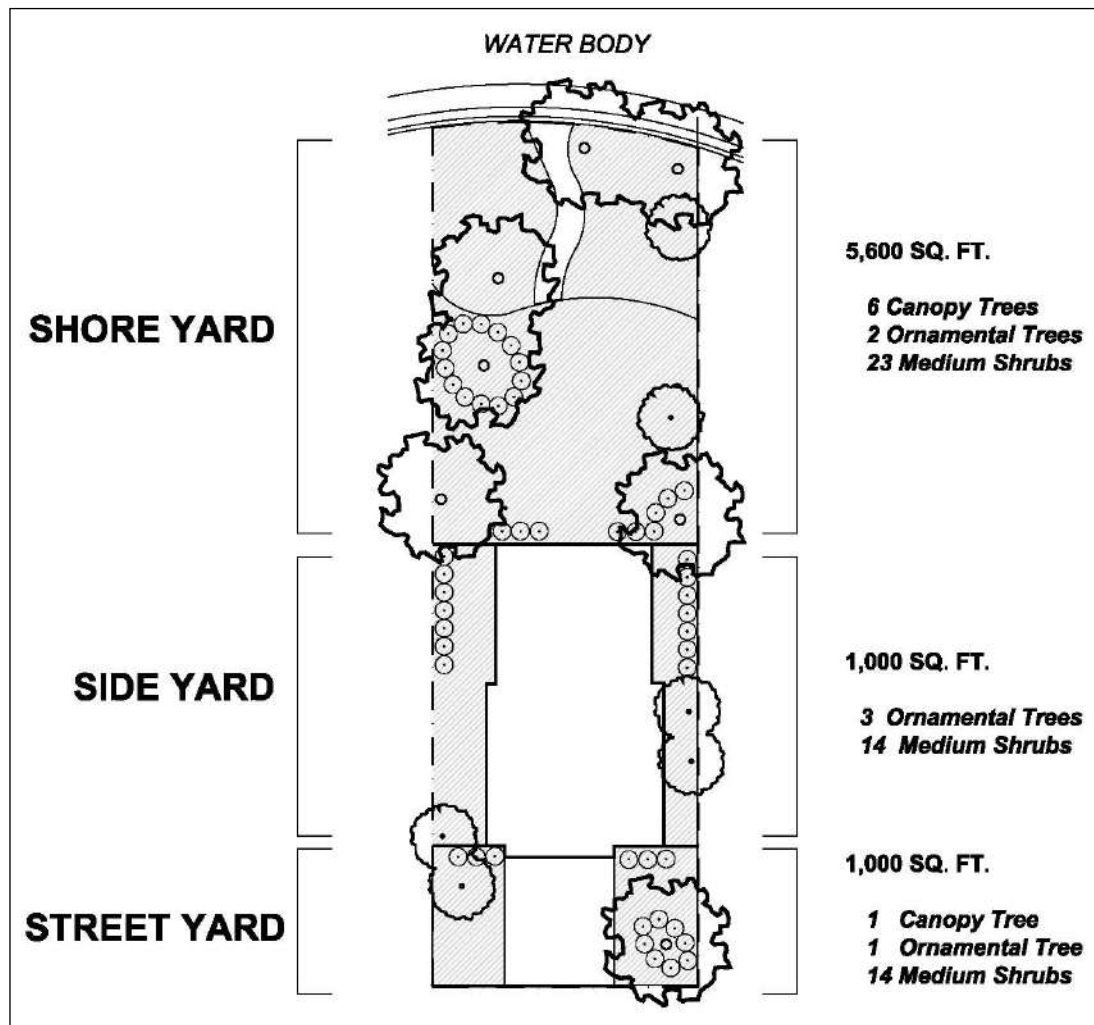 WATER BODY
SHORE YARD
5,600 SQ. FT.
6 Canopy Trees
2 Ornamental Trees
23 Medium Shrubs
SIDE YARD
1,000 SQ. FT.
3 Ornamental Trees
14 Medium Shrubs
STREET YARD
1,000 SQ. FT.
1 Canopy Tree
1 Ornamental Tree
14 Medium Shrubs